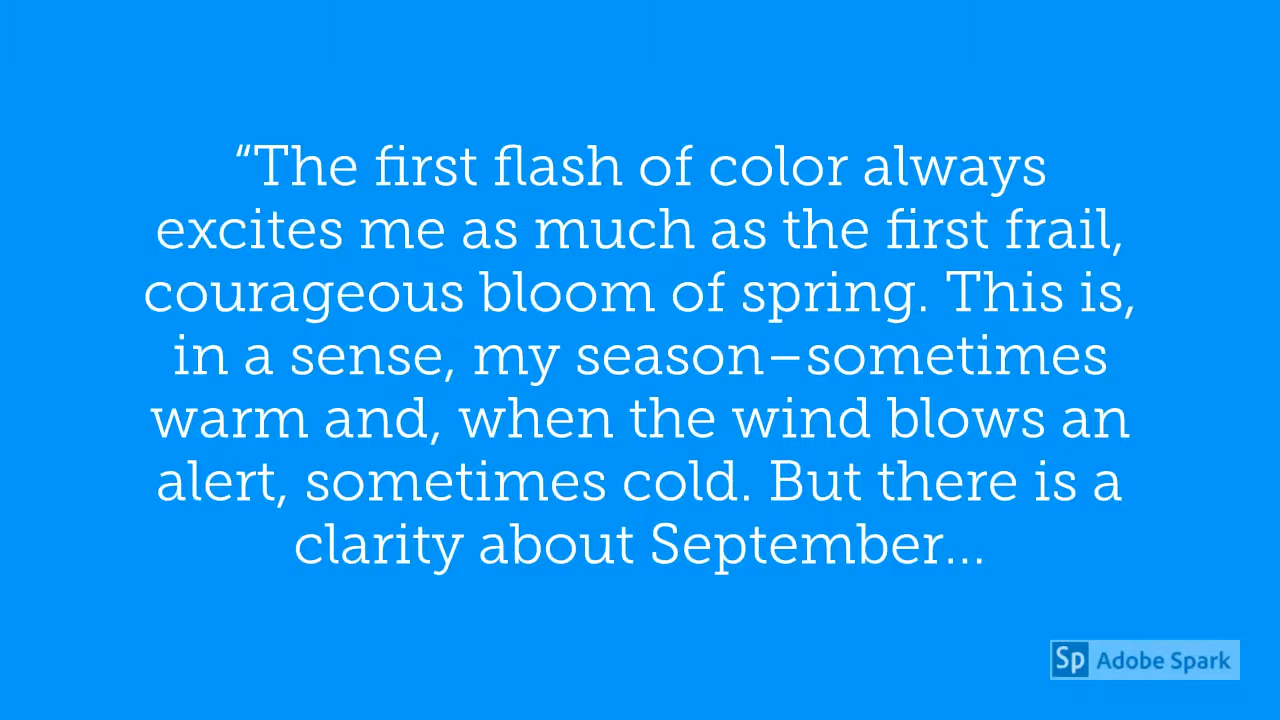 “The first flash of color always
excites me as much as the first frail,
courageous bloom of spring. This is,
in a sense, my season–sometimes
warm and, when the wind blows an
alert, sometimes cold. But there is a
clarity about September...
Sp Adobe Spark